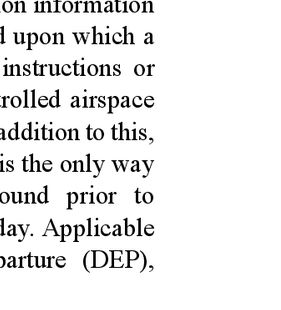 on information
d upon which a
instructions or
rolled airspace
addition to this,
is the only way
ound prior to
day. Applicable
parture (DEP),